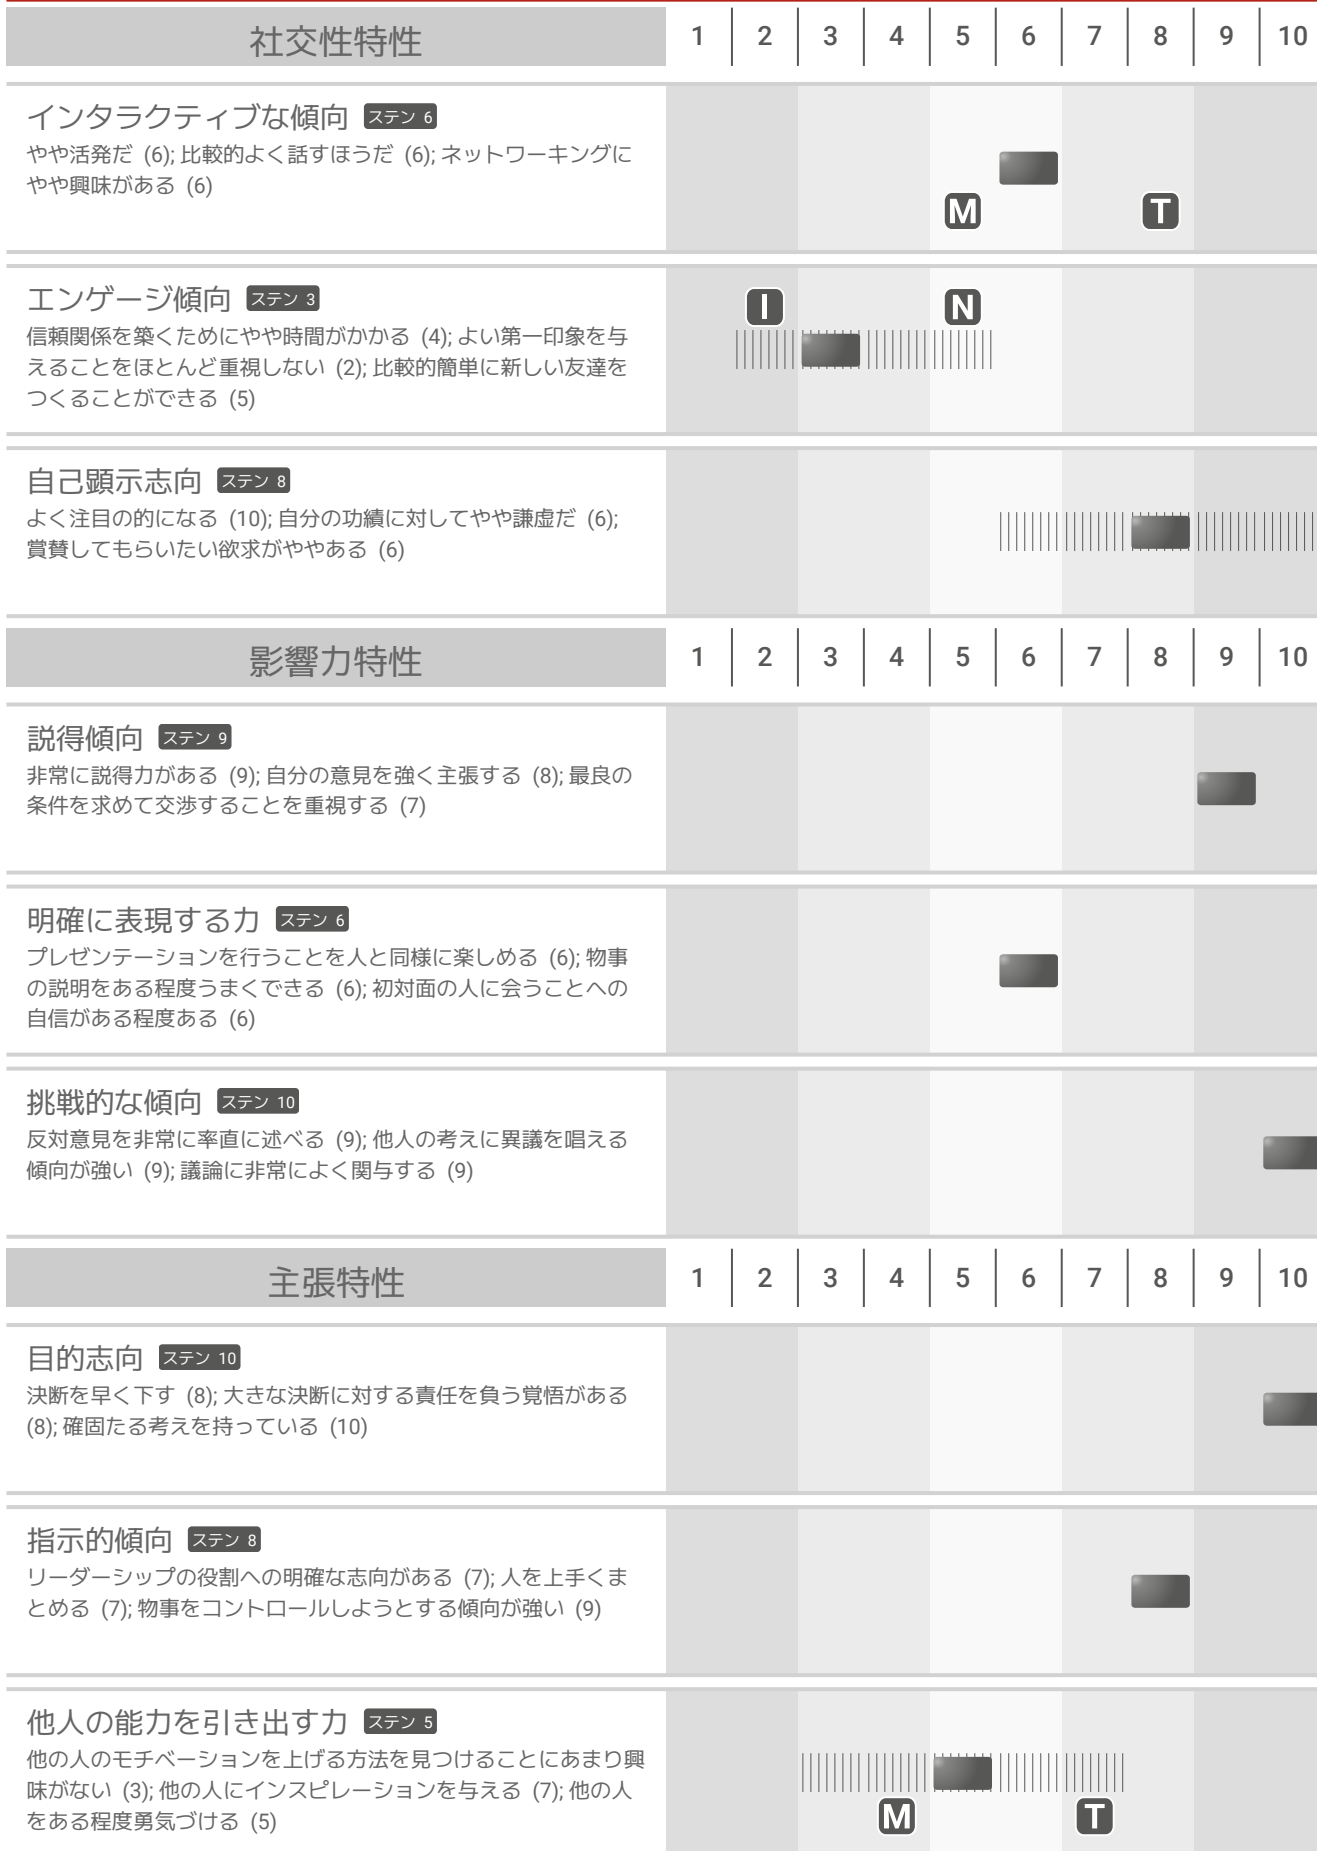 社交性特性 1 2 3 4 5 6 7 8 9 10
インタラクティブな傾向 ステン 6
やや活発だ (6); 比較的よく話すほうだ (6); ネットワーキングに
やや興味がある (6)
M T
エンゲージ傾向 ステン 3
I N
信頼関係を築くためにやや時間がかかる (4); よい第一印象を与
えることをほとんど重視しない (2); 比較的簡単に新しい友達を
つくることができる (5)
自己顕示志向 ステン 8
よく注目の的になる (10); 自分の功績に対してやや謙虚だ (6);
賞賛してもらいたい欲求がややある (6)
影響力特性 1 2 3 4 5 6 7 8 9 10
説得傾向 ステン 9
非常に説得力がある (9); 自分の意見を強く主張する (8); 最良の
条件を求めて交渉することを重視する (7)
明確に表現する力 ステン 6
プレゼンテーションを行うことを人と同様に楽しめる (6); 物事
の説明をある程度うまくできる (6); 初対面の人に会うことへの
自信がある程度ある (6)
挑戦的な傾向 ステン 10
反対意見を非常に率直に述べる (9); 他人の考えに異議を唱える
傾向が強い (9); 議論に非常によく関与する (9)
主張特性 1 2 3 4 5 6 7 8 9 10
目的志向 ステン 10
決断を早く下す (8); 大きな決断に対する責任を負う覚悟がある
(8); 確固たる考えを持っている (10)
指示的傾向 ステン 8
リーダーシップの役割への明確な志向がある (7); 人を上手くま
とめる (7); 物事をコントロールしようとする傾向が強い (9)
他人の能力を引き出す力 ステン 5
他の人のモチベーションを上げる方法を見つけることにあまり興
味がない (3); 他の人にインスピレーションを与える (7); 他の人
をある程度勇気づける (5)
M T